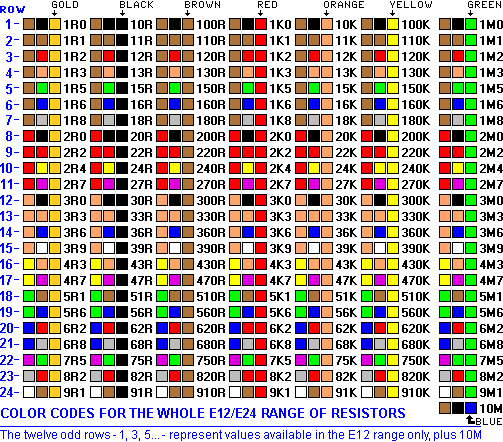 ROW GOLD BLACK BROWN RED ORANGE YELLOW GREEN
1- 1R0 10R 100R 1K0 10K 100K 1M0
2- 1R1 11R 110R 1K1 11K 110K 1M1
3- 1R2 12R 120R 1K2 12K 120K 1M2
4- 1R3 13R 130R 1K3 13K 130K 1M3
5- 1R5 15R 150R 1K5 15K 150K 1M5
6- 1R6 16R 160R 1K6 16K 160K 1M6
7- 1R8 18R 180R 1K8 18K 180K 1M8
8- 2R0 20R 200R 2K0 20K 200K 2M0
9- 2R2 22R 220R 2K2 22K 220K 2M2
10- 2R4 24R 240R 2K4 24K 240K 2M4
11- 2R7 27R 270R 2K7 27K 270K 2M7
12- 3R0 30R 300R 3K0 30K 300K 3M0
13- 3R3 33R 330R 3K3 33K 330K 3M3
14- 3R6 36R 360R 3K6 36K 360K 3M6
15- 3R9 39R 390R 3K9 39K 390K 3M9
16- 4R3 43R 430R 4K3 43K 430K 4M3
17- 4R7 47R 470R 4K7 47K 470K 4M7
18- 5R1 51R 510R 5K1 51K 510K 5M1
19- 5R6 56R 560R 5K6 56K 560K 5M6
20- 6R2 62R 620R 6K2 62K 620K 6M2
21- 6R8 68R 680R 6K8 68K 680K 6M8
22- 7R5 75R 750R 7K5 75K 750K 7M5
23- 8R2 82R 820R 8K2 82K 820K 8M2
24- 9R1 91R 910R 9K1 91K 910K 9M1
COLOR CODES FOR THE WHOLE E12/E24 RANGE OF RESISTORS 10M
BLUE
The twelve odd rows - 1, 3, 5... - represent values available in the E12 range only, plus 10M